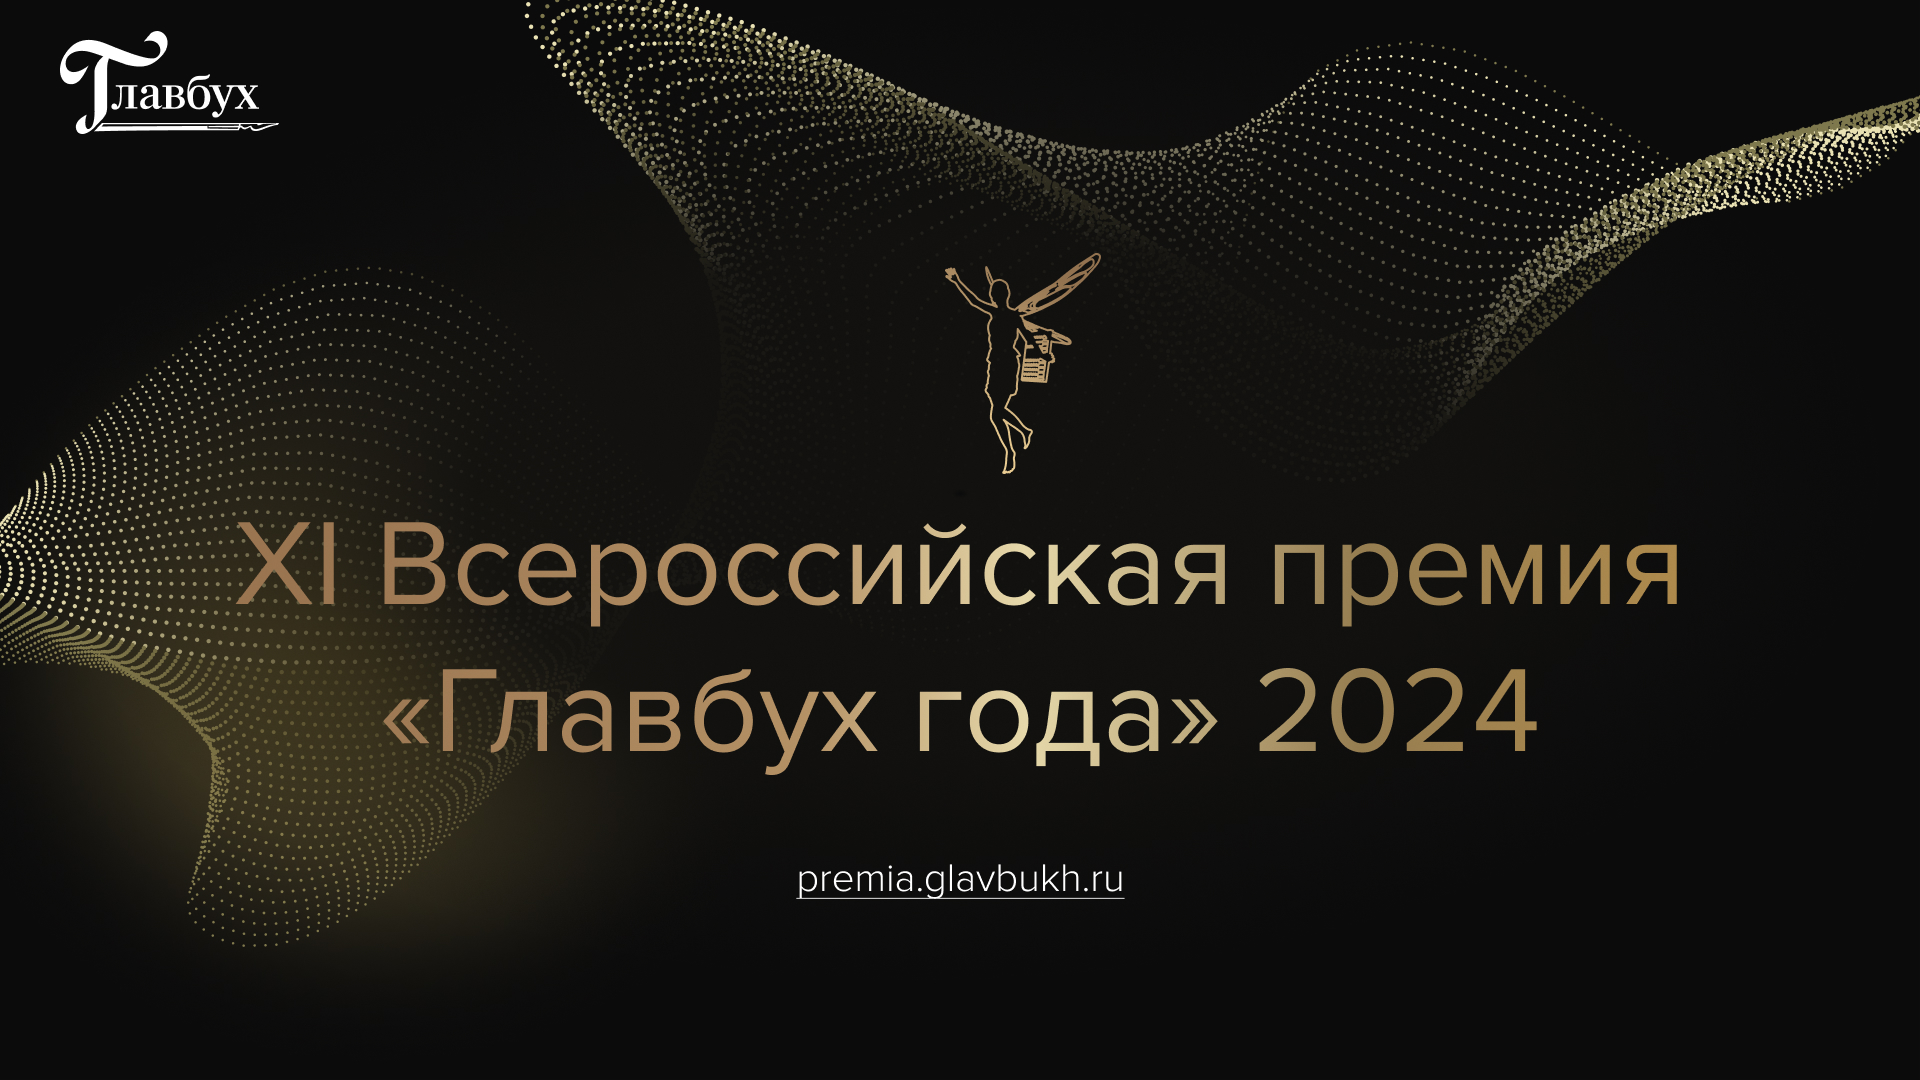 Главбух
XI Всероссийская премия
«Главбух года» 2024
premia.glavbukh.ru